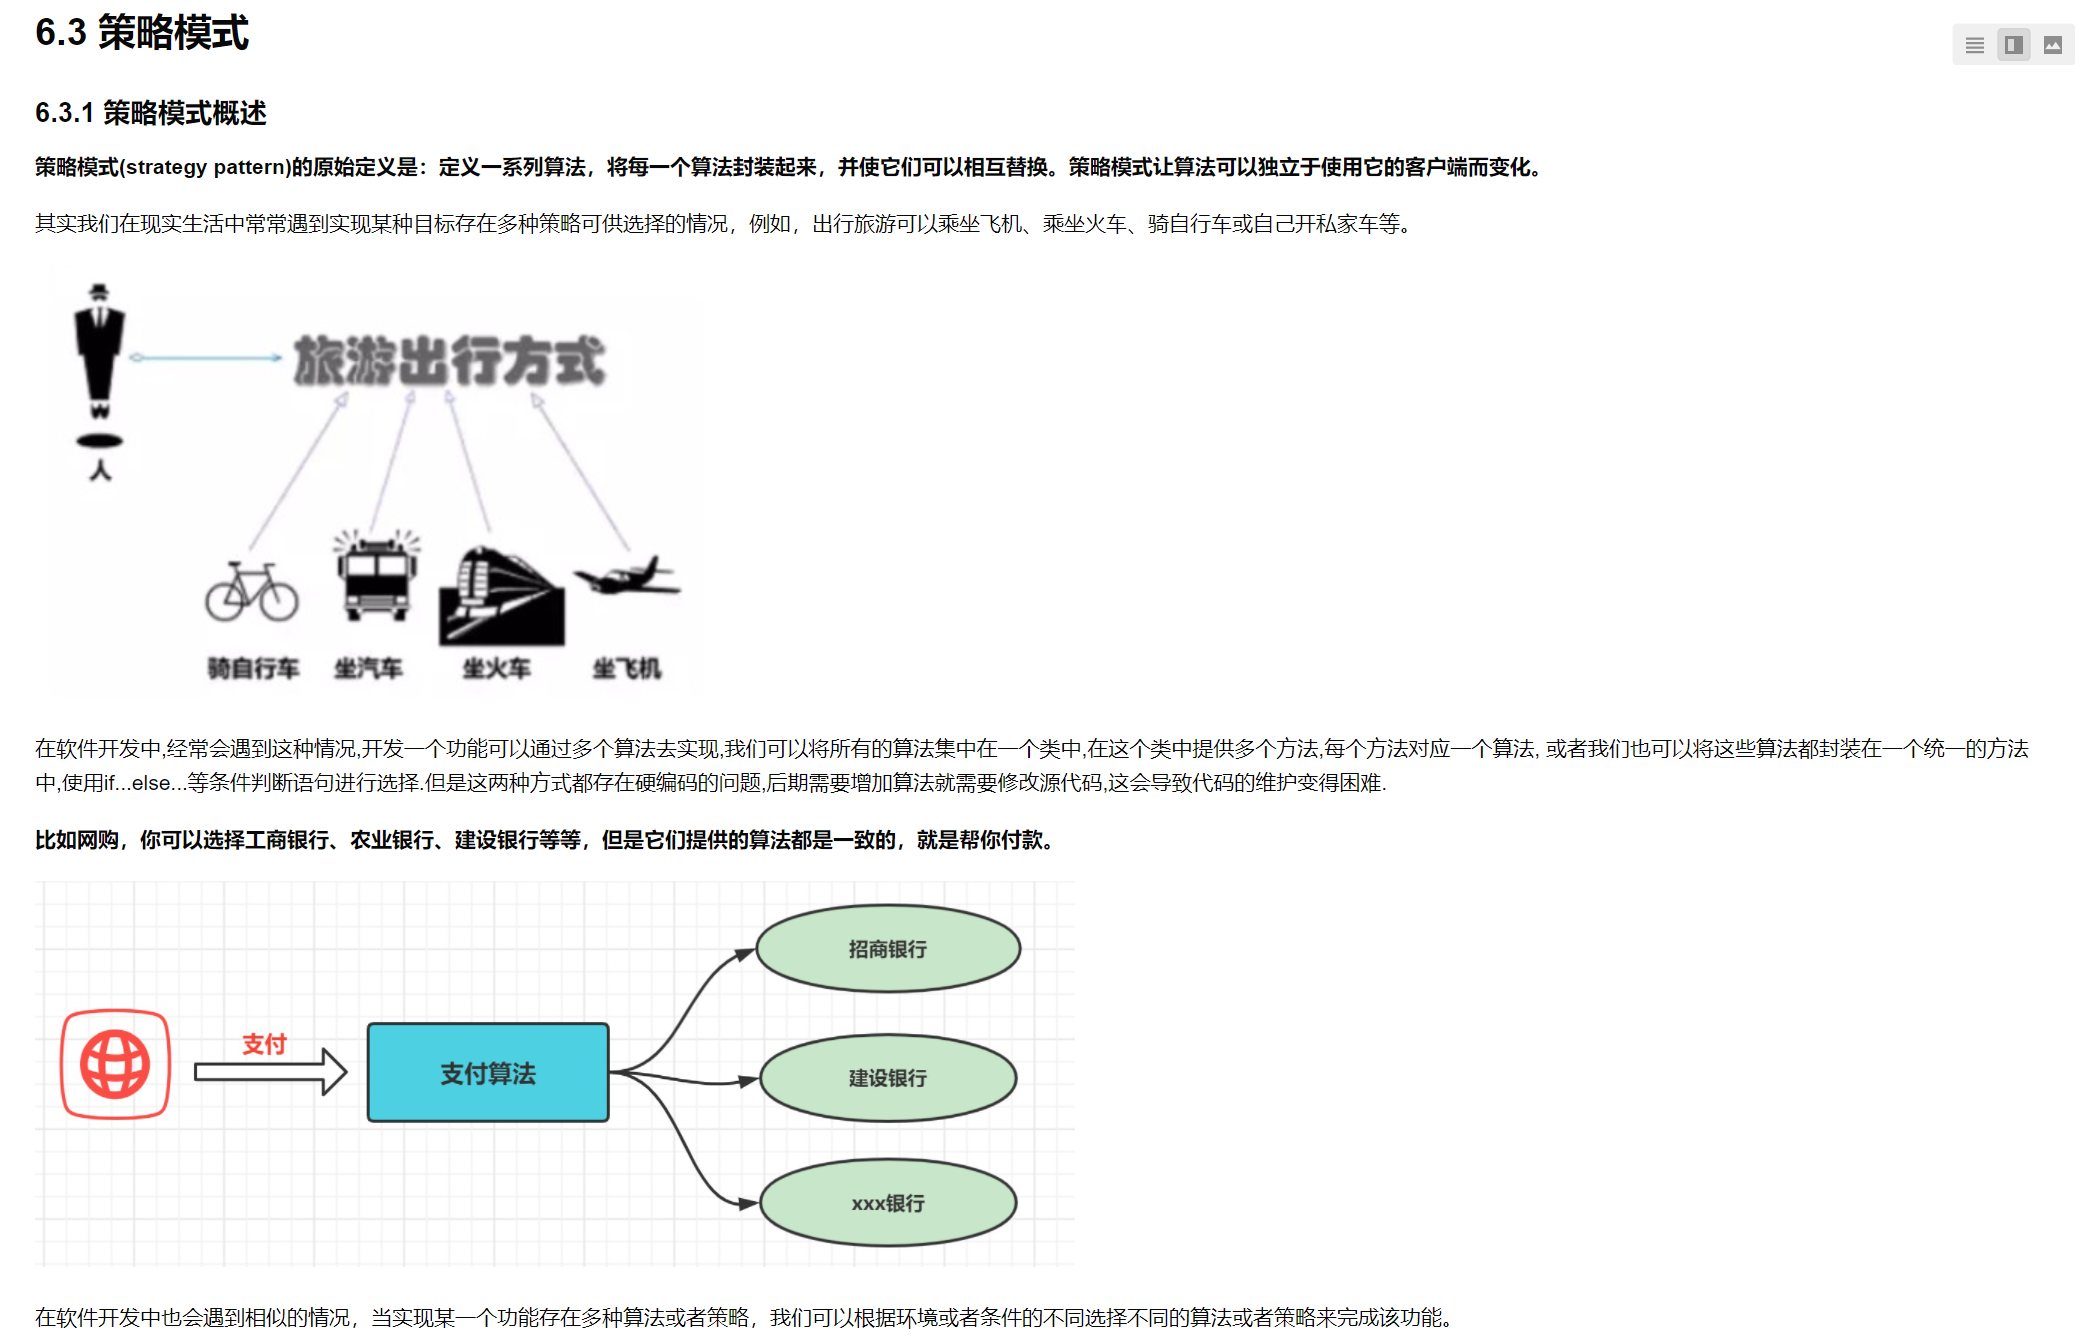 6.3 策略模式
6.3.1 策略模式概述
策略模式(strategy pattern)的原始定义是：定义一系列算法，将每一个算法封装起来，并使它们可以相互替换。策略模式让算法可以独立于使用它的客户端而变化。
其实我们在现实生活中常常遇到实现某种目标存在多种策略可供选择的情况，例如，出行旅游可以乘坐飞机、乘坐火车、骑自行车或自己开私家车等。
旅游出行方式
人
骑自行车 坐汽车 坐火车 坐飞机
在软件开发中,经常会遇到这种情况,开发一个功能可以通过多个算法去实现,我们可以将所有的算法集中在一个类中,在这个类中提供多个方法,每个方法对应一个算法, 或者我们也可以将这些算法都封装在一个统一的方法
中,使用if...else...等条件判断语句进行选择.但是这两种方式都存在硬编码的问题,后期需要增加算法就需要修改源代码,这会导致代码的维护变得困难.
比如网购，你可以选择工商银行、农业银行、建设银行等等，但是它们提供的算法都是一致的，就是帮你付款。
招商银行
支付
支付算法
建设银行
xxx银行
在软件开发中也会遇到相似的情况，当实现某一个功能存在多种算法或者策略，我们可以根据环境或者条件的不同选择不同的算法或者策略来完成该功能。